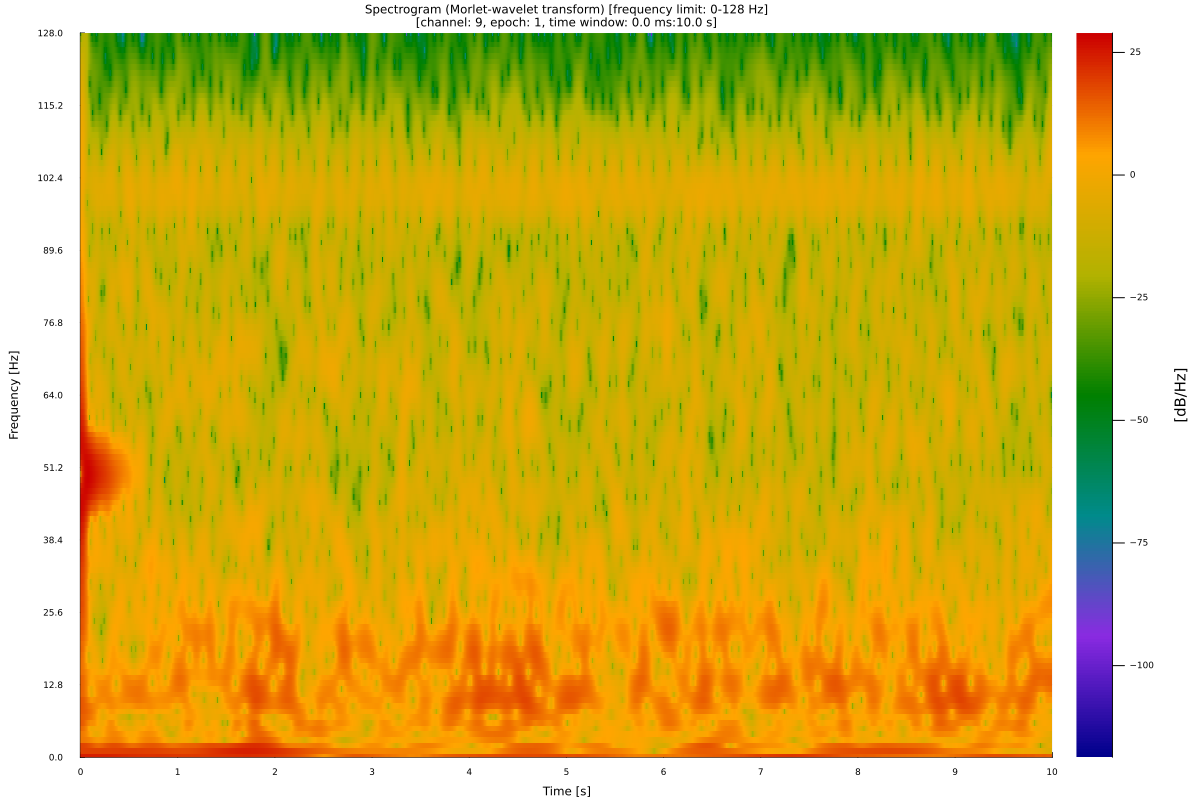 Spectrogram (Morlet-wavelet transform) [frequency limit: 0-128 Hz]
[channel: 9, epoch: 1, time window: 0.0 ms:10.0 s]
128.0
115.2
102.4
89.6
76.8
64.0
51.2
38.4
25.6
12.8
0.0
Frequency [Hz]
0 1 2 3 4 5 6 7 8 9 10
Time [s]
25
0
−25
−50
−75
−100
[dB/Hz]